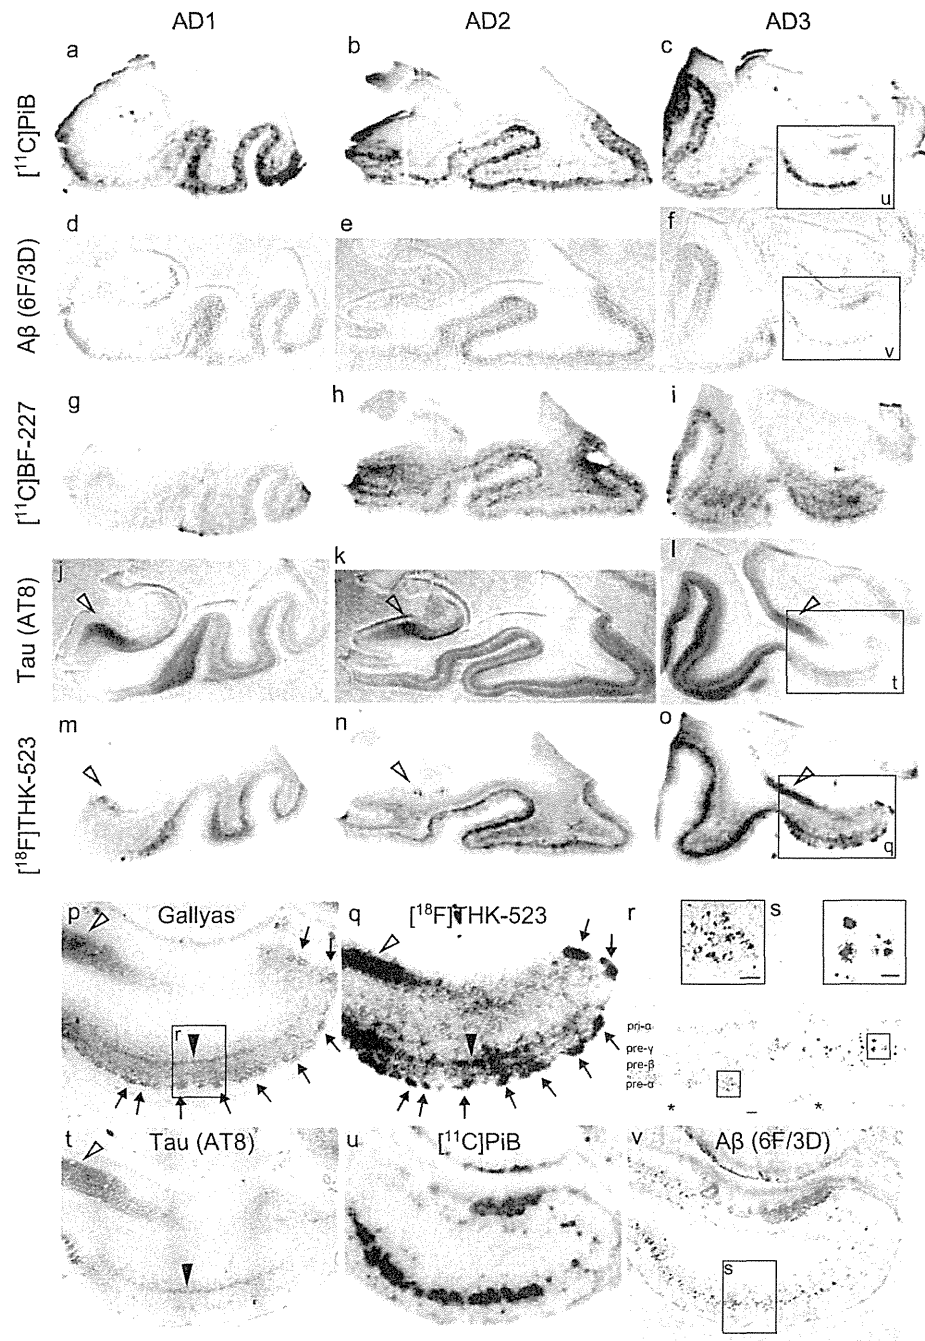 AD1 AD2 AD3
[¹¹C]PiB
a b c
u
Aβ (6F/3D)
d e f
v
[¹¹C]BF-227
g h i
Tau (AT8)
j k l
t
[¹⁸F]THK-523
m n o
q
p Gallyas q [¹⁸F]THK-523 r s
r
pri-α
pre-γ
pre-β
pre-α
* *
t Tau (AT8) u [¹¹C]PiB v Aβ (6F/3D)
s